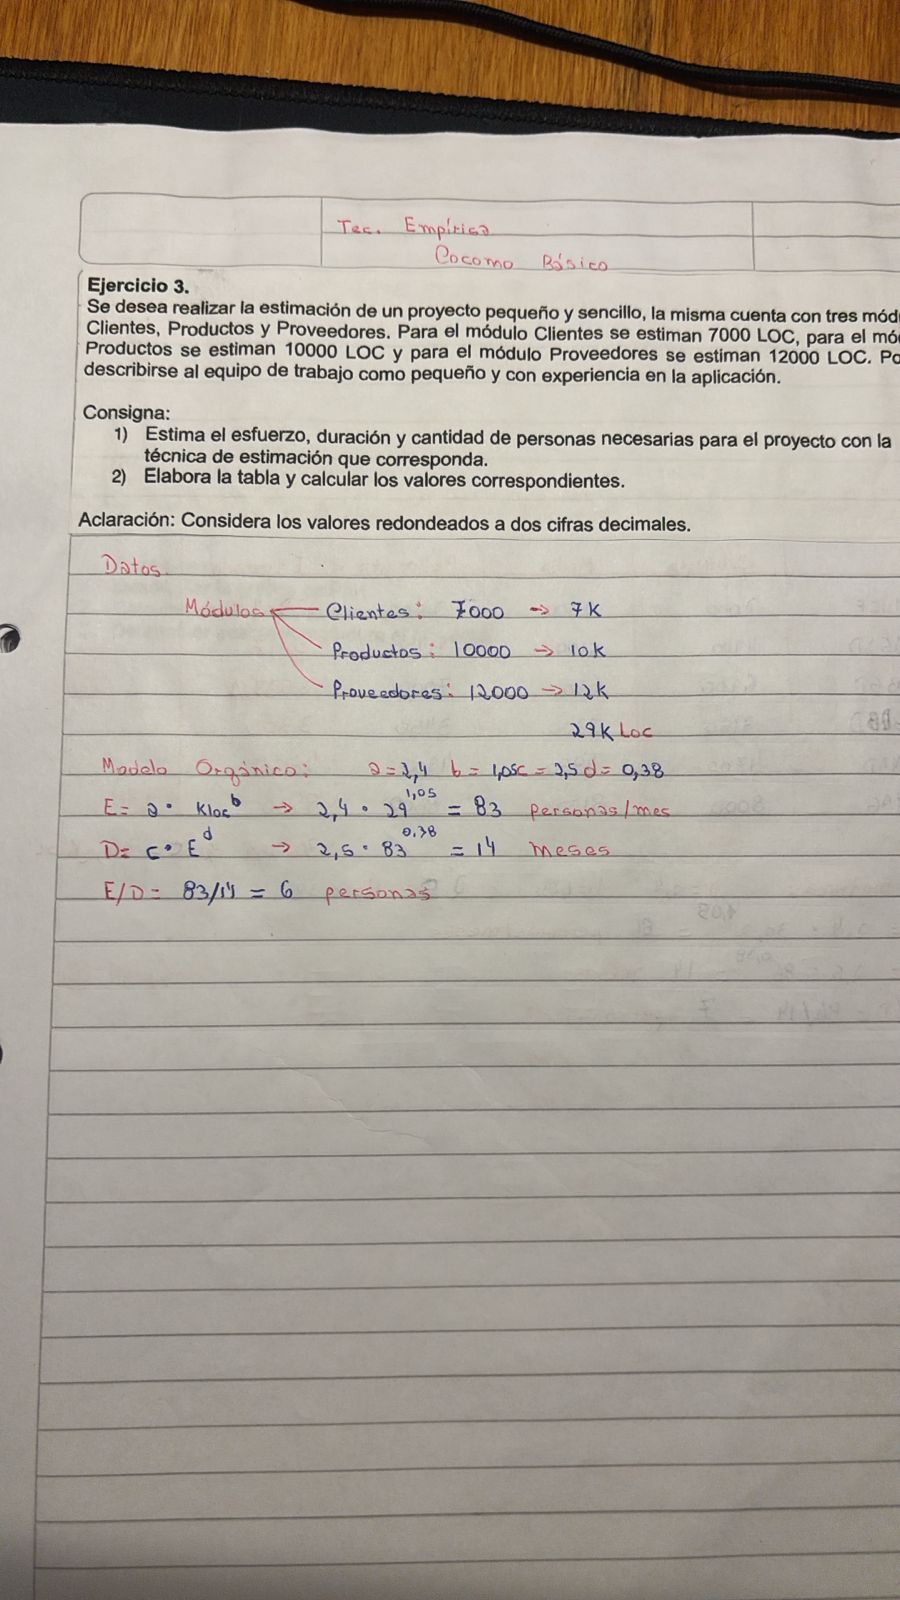 Tec. Empírica
Cocomo Básico
Ejercicio 3.
Se desea realizar la estimación de un proyecto pequeño y sencillo, la misma cuenta con tres mód
Clientes, Productos y Proveedores. Para el módulo Clientes se estiman 7000 LOC, para el mó
Productos se estiman 10000 LOC y para el módulo Proveedores se estiman 12000 LOC. Po
describirse al equipo de trabajo como pequeño y con experiencia en la aplicación.
Consigna:
1) Estima el esfuerzo, duración y cantidad de personas necesarias para el proyecto con la
técnica de estimación que corresponda.
2) Elabora la tabla y calcular los valores correspondientes.
Aclaración: Considera los valores redondeados a dos cifras decimales.
Datos
Módulos Clientes: 7000 → 7K
Productos: 10000 → 10K
Proveedores: 12000 → 12K
29K Loc
Modelo Orgánico: a=2,4 b=1,05 c=2,5 d=0,38
E= a • Kloc^b → 2,4 • 29^1,05 = 83 personas/mes
D= c • E^d → 2,5 • 83^0,38 = 14 meses
E/D= 83/14 = 6 personas